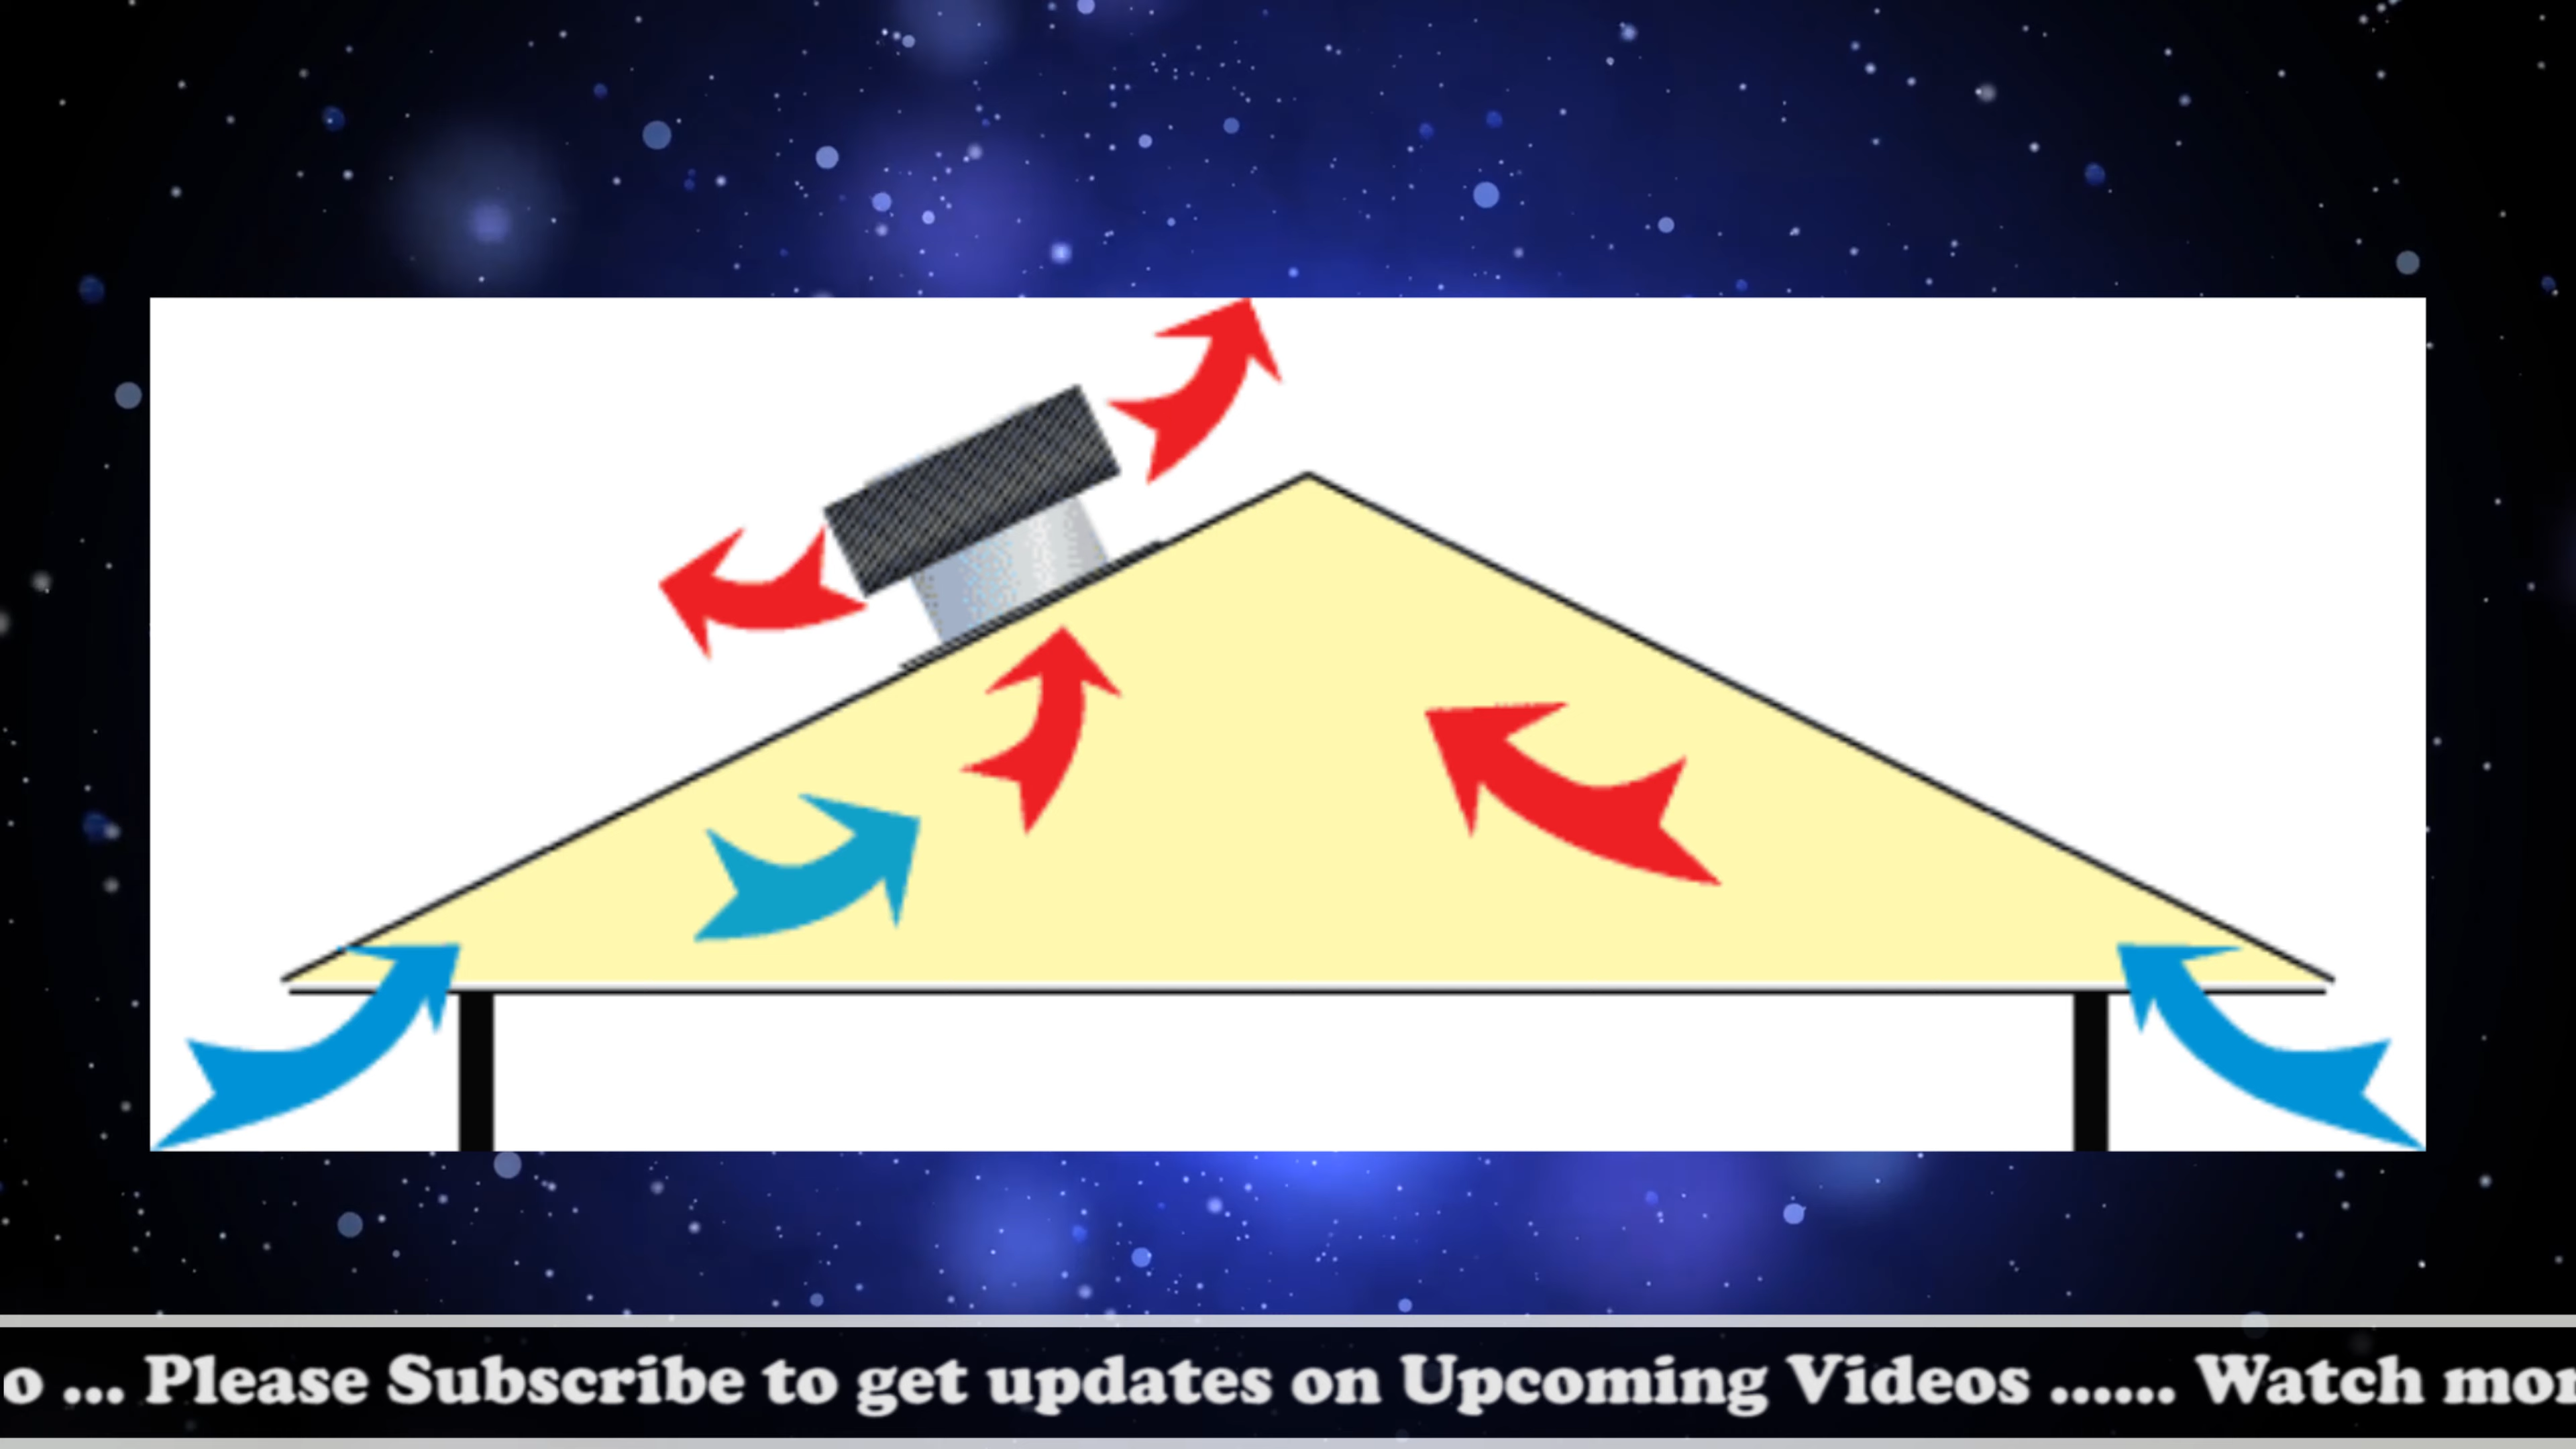 o ... Please Subscribe to get updates on Upcoming Videos ...... Watch mor